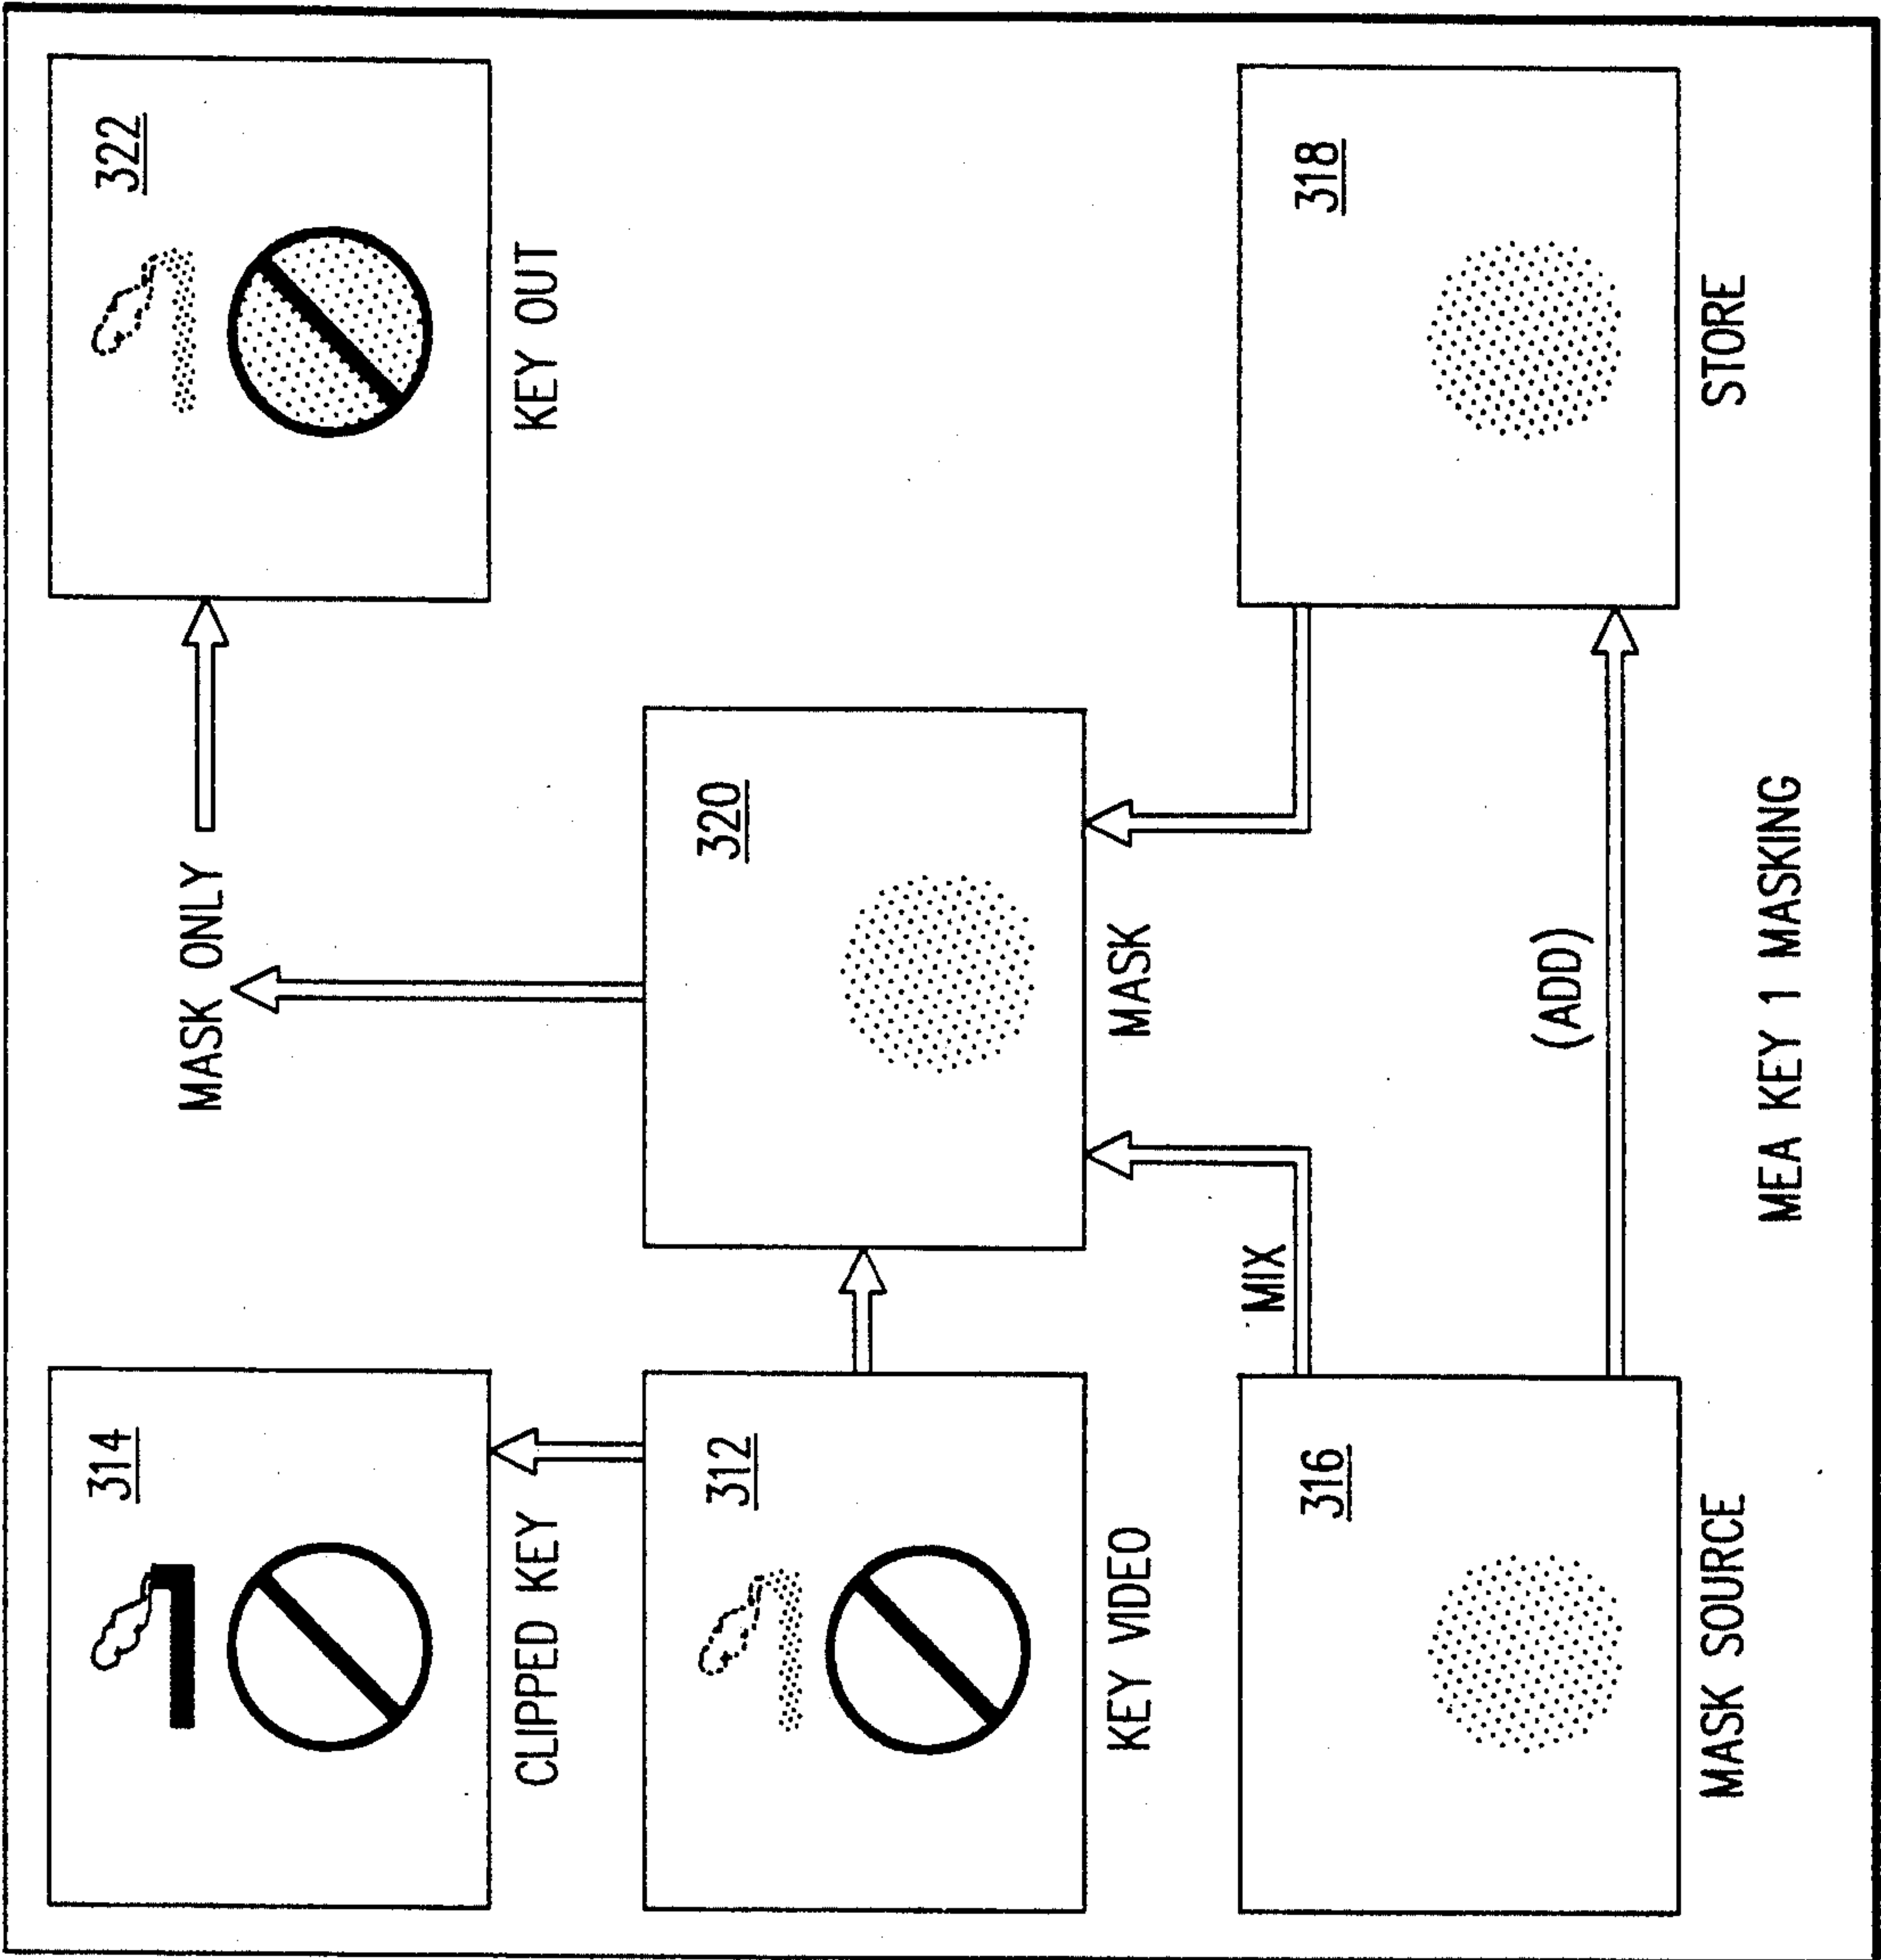 314
CLIPPED KEY
MASK ONLY
322
KEY OUT
312
KEY VIDEO
320
MASK
MIX
316
MASK SOURCE
(ADD)
318
STORE
MEA KEY 1 MASKING